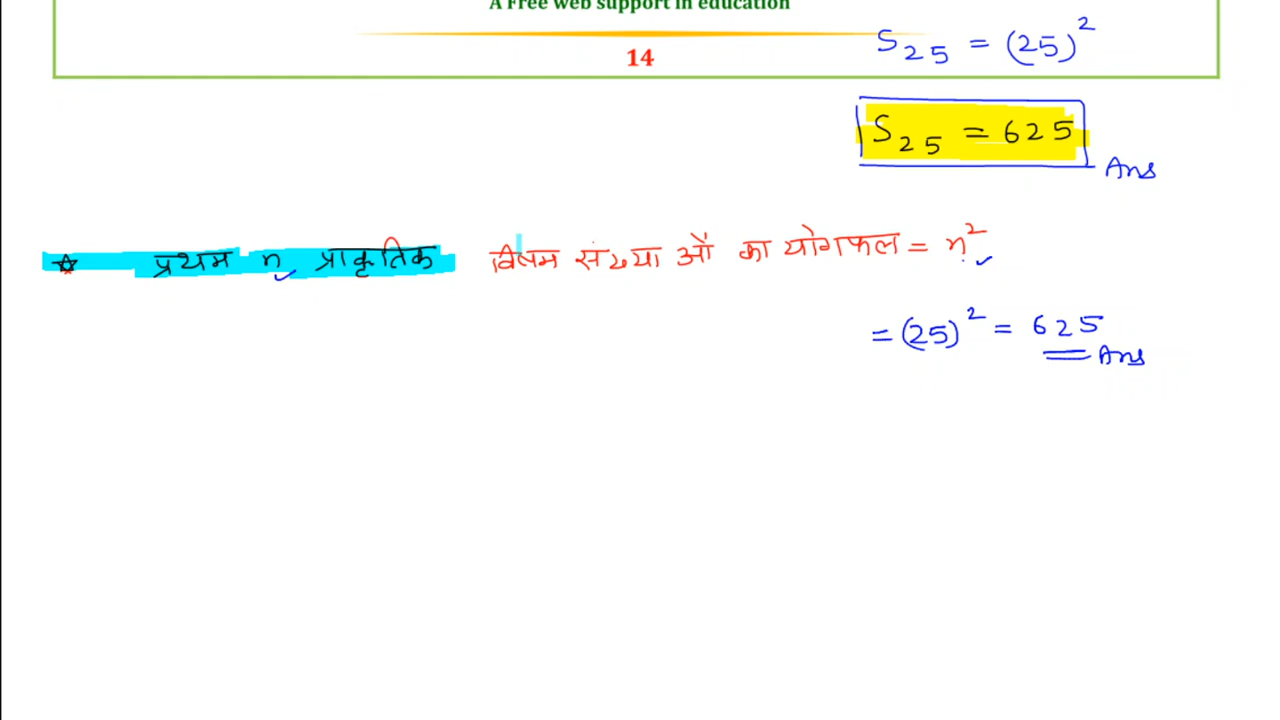 A Free web support in education
14
S₂₅ = (25)²
S₂₅ = 625
Ans
☆ प्रथम n प्राकृतिक विषम संख्याओं का योगफल = n²
= (25)² = 625
Ans